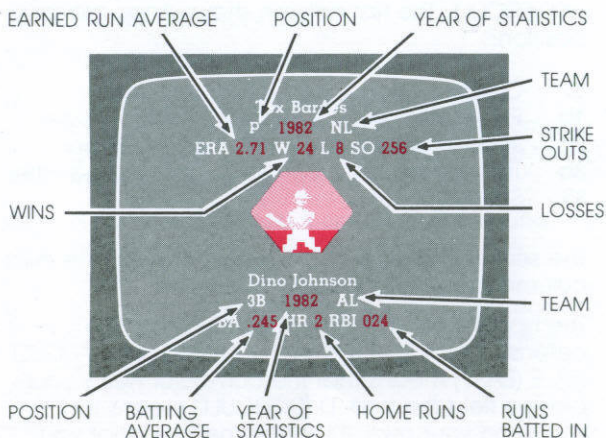 EARNED RUN AVERAGE
POSITION
YEAR OF STATISTICS
TEAM
STRIKE
OUTS
WINS
LOSSES
Barnes
P 1982 NL
ERA 2.71 W 24 L 8 SO 256
Dino Johnson
3B 1982 AL
BA .245 HR 2 RBI 024
TEAM
POSITION
BATTING
AVERAGE
YEAR OF
STATISTICS
HOME RUNS
RUNS
BATTED IN